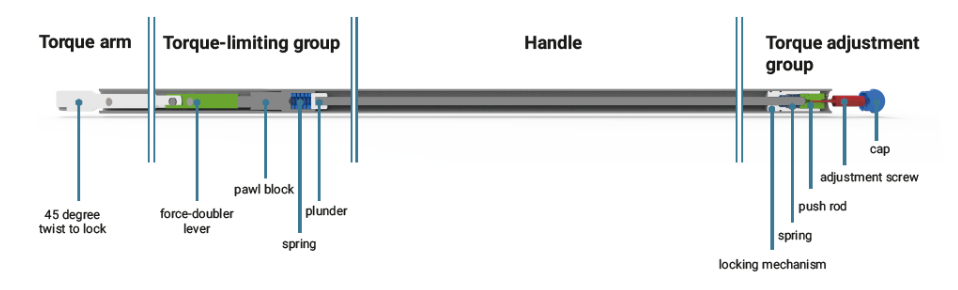 Torque arm
Torque-limiting group
Handle
Torque adjustment
group
cap
adjustment screw
pawl block
push rod
45 degree
twist to lock
force-doubler
lever
plunder
spring
spring
locking mechanism